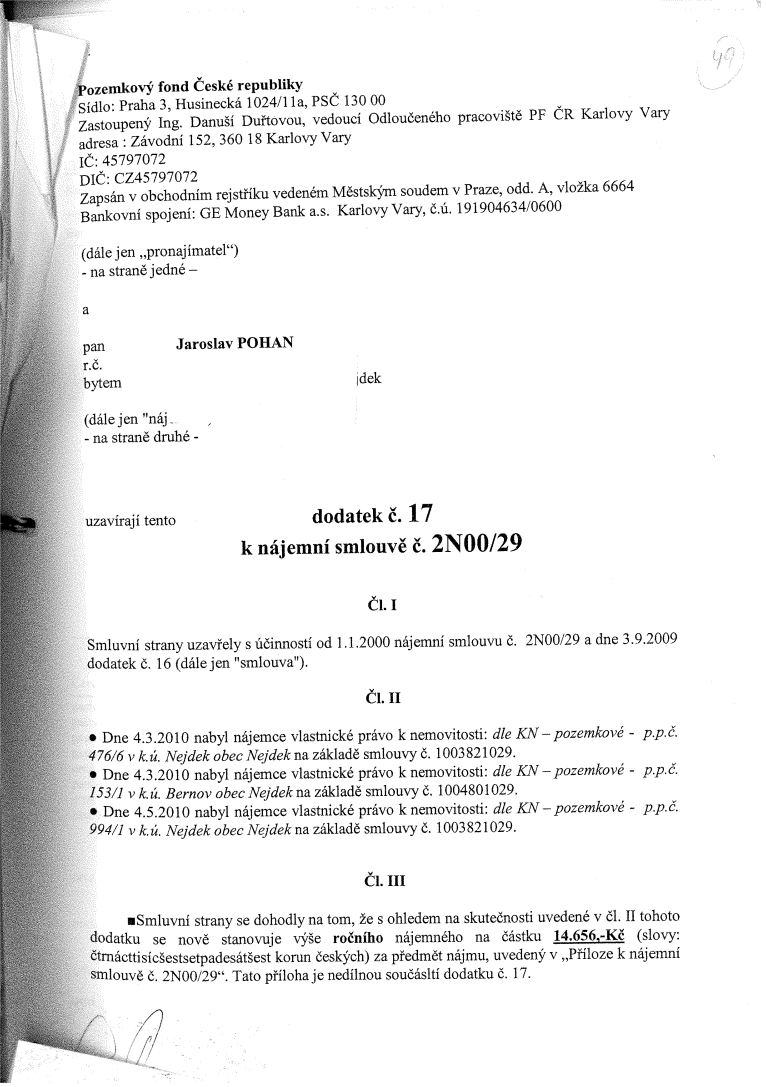 49
Pozemkový fond České republiky
Sídlo: Praha 3, Husinecká 1024/11a, PSČ 130 00
Zastoupený Ing. Danuší Duřtovou, vedoucí Odloučeného pracoviště PF ČR Karlovy Vary
adresa : Závodní 152, 360 18 Karlovy Vary
IČ: 45797072
DIČ: CZ45797072
Zapsán v obchodním rejstříku vedeném Městským soudem v Praze, odd. A, vložka 6664
Bankovní spojení: GE Money Bank a.s. Karlovy Vary, č.ú. 191904634/0600
(dále jen „pronajímatel“)
- na straně jedné –
a
pan Jaroslav POHAN
r.č.
bytem jdek
(dále jen "náj
- na straně druhé -
uzavírají tento dodatek č. 17
k nájemní smlouvě č. 2N00/29
Čl. I
Smluvní strany uzavřely s účinností od 1.1.2000 nájemní smlouvu č. 2N00/29 a dne 3.9.2009
dodatek č. 16 (dále jen "smlouva").
Čl. II
● Dne 4.3.2010 nabyl nájemce vlastnické právo k nemovitosti: dle KN – pozemkové - p.p.č.
476/6 v k.ú. Nejdek obec Nejdek na základě smlouvy č. 1003821029.
● Dne 4.3.2010 nabyl nájemce vlastnické právo k nemovitosti: dle KN – pozemkové - p.p.č.
153/1 v k.ú. Bernov obec Nejdek na základě smlouvy č. 1004801029.
● Dne 4.5.2010 nabyl nájemce vlastnické právo k nemovitosti: dle KN – pozemkové - p.p.č.
994/1 v k.ú. Nejdek obec Nejdek na základě smlouvy č. 1003821029.
Čl. III
■Smluvní strany se dohodly na tom, že s ohledem na skutečnosti uvedené v čl. II tohoto
dodatku se nově stanovuje výše ročního nájemného na částku 14.656,-Kč (slovy:
čtrnácttisícšestsetpadesátšest korun českých) za předmět nájmu, uvedený v „Příloze k nájemní
smlouvě č. 2N00/29“. Tato příloha je nedílnou součásltí dodatku č. 17.